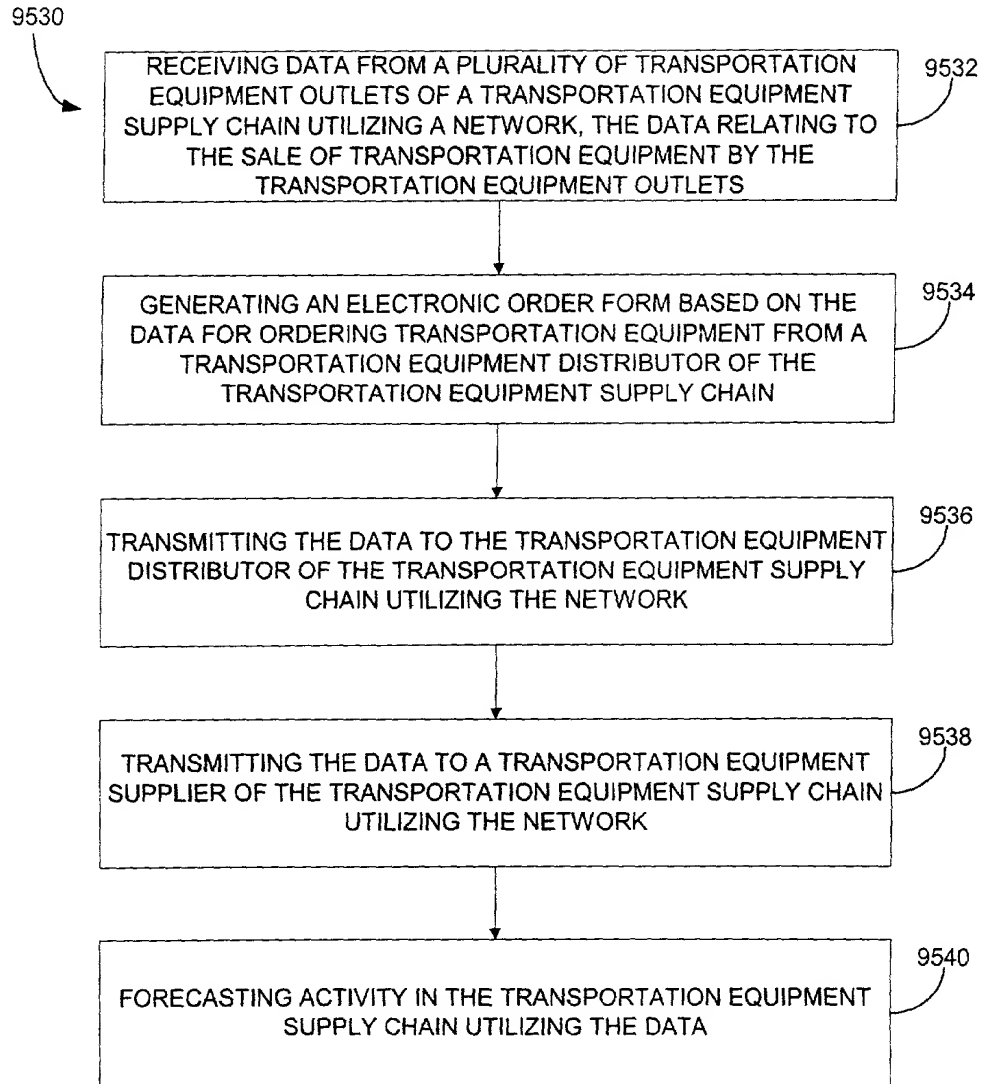 9530
RECEIVING DATA FROM A PLURALITY OF TRANSPORTATION
EQUIPMENT OUTLETS OF A TRANSPORTATION EQUIPMENT
SUPPLY CHAIN UTILIZING A NETWORK, THE DATA RELATING TO
THE SALE OF TRANSPORTATION EQUIPMENT BY THE
TRANSPORTATION EQUIPMENT OUTLETS
9532
GENERATING AN ELECTRONIC ORDER FORM BASED ON THE
DATA FOR ORDERING TRANSPORTATION EQUIPMENT FROM A
TRANSPORTATION EQUIPMENT DISTRIBUTOR OF THE
TRANSPORTATION EQUIPMENT SUPPLY CHAIN
9534
TRANSMITTING THE DATA TO THE TRANSPORTATION EQUIPMENT
DISTRIBUTOR OF THE TRANSPORTATION EQUIPMENT SUPPLY
CHAIN UTILIZING THE NETWORK
9536
TRANSMITTING THE DATA TO A TRANSPORTATION EQUIPMENT
SUPPLIER OF THE TRANSPORTATION EQUIPMENT SUPPLY CHAIN
UTILIZING THE NETWORK
9538
FORECASTING ACTIVITY IN THE TRANSPORTATION EQUIPMENT
SUPPLY CHAIN UTILIZING THE DATA
9540